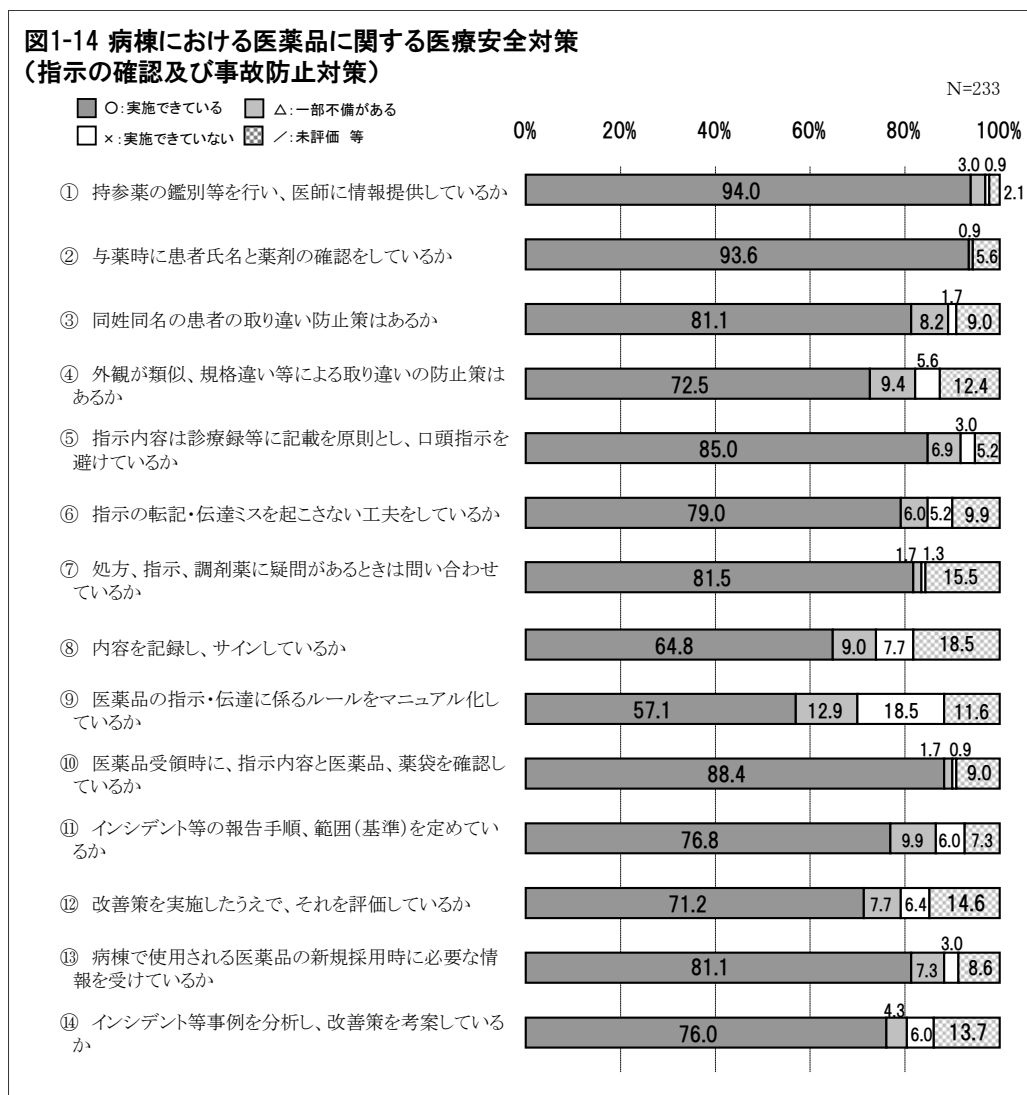 図1-14 病棟における医薬品に関する医療安全対策
(指示の確認及び事故防止対策)
N=233
○:実施できている △:一部不備がある
×:実施できていない /:未評価 等
0% 20% 40% 60% 80% 100%
3.0 0.9
① 持参薬の鑑別等を行い、医師に情報提供しているか 94.0 2.1
0.9
② 与薬時に患者氏名と薬剤の確認をしているか 93.6 5.6
1.7
③ 同姓同名の患者の取り違い防止策はあるか 81.1 8.2 9.0
5.6
④ 外観が類似、規格違い等による取り違いの防止策は
あるか
72.5 9.4 12.4
3.0
⑤ 指示内容は診療録等に記載を原則とし、口頭指示を
避けているか
85.0 6.9 5.2
⑥ 指示の転記・伝達ミスを起こさない工夫をしているか 79.0 6.0 5.2 9.9
1.7 1.3
⑦ 処方、指示、調剤薬に疑問があるときは問い合わせ
ているか
81.5 15.5
⑧ 内容を記録し、サインしているか 64.8 9.0 7.7 18.5
⑨ 医薬品の指示・伝達に係るルールをマニュアル化
しているか
57.1 12.9 18.5 11.6
1.7 0.9
⑩ 医薬品受領時に、指示内容と医薬品、薬袋を確認し
ているか
88.4 9.0
⑪ インシデント等の報告手順、範囲(基準)を定めてい
るか
76.8 9.9 6.0 7.3
⑫ 改善策を実施したうえで、それを評価しているか 71.2 7.7 6.4 14.6
3.0
⑬ 病棟で使用される医薬品の新規採用時に必要な情
報を受けているか
81.1 7.3 8.6
4.3
⑭ インシデント等事例を分析し、改善策を考案している
か
76.0 6.0 13.7